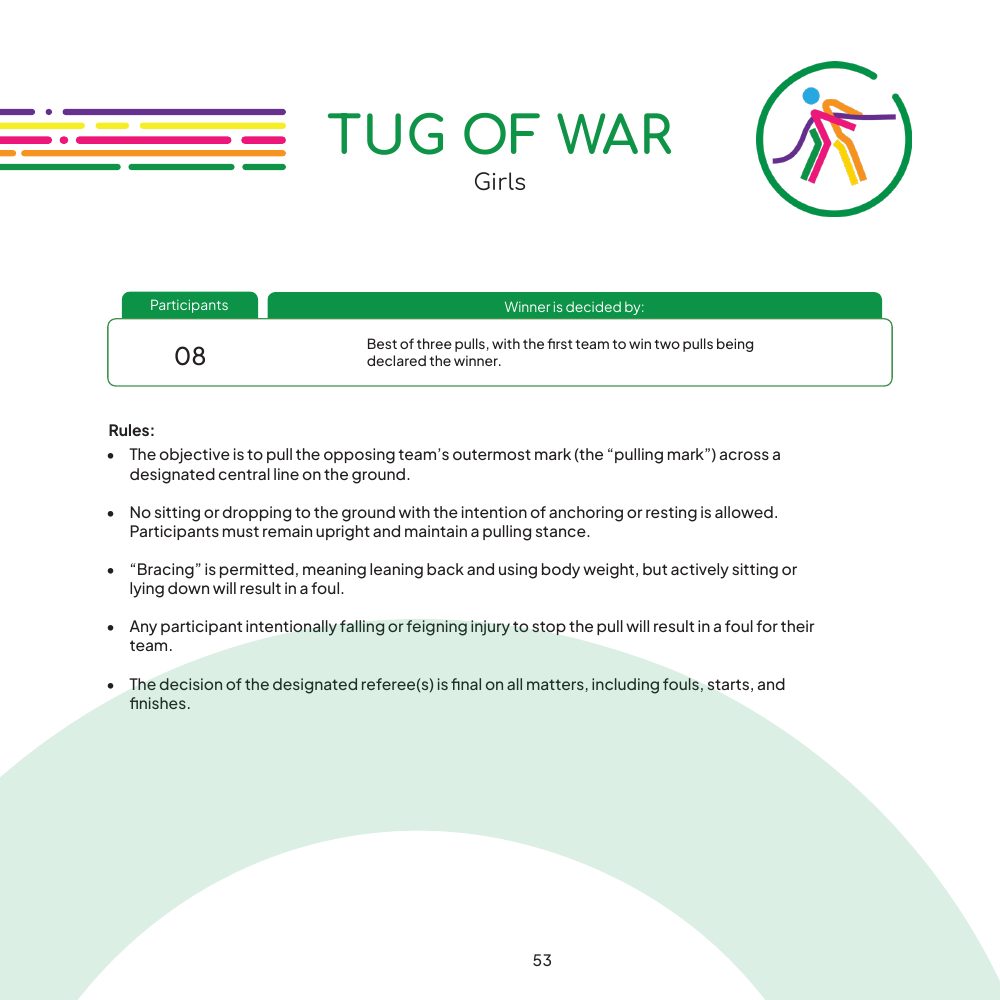 TUG OF WAR
Girls
Participants
Winner is decided by:
08
Best of three pulls, with the first team to win two pulls being
declared the winner.
Rules:
• The objective is to pull the opposing team’s outermost mark (the “pulling mark”) across a
designated central line on the ground.
• No sitting or dropping to the ground with the intention of anchoring or resting is allowed.
Participants must remain upright and maintain a pulling stance.
• “Bracing” is permitted, meaning leaning back and using body weight, but actively sitting or
lying down will result in a foul.
• Any participant intentionally falling or feigning injury to stop the pull will result in a foul for their
team.
• The decision of the designated referee(s) is final on all matters, including fouls, starts, and
finishes.
53